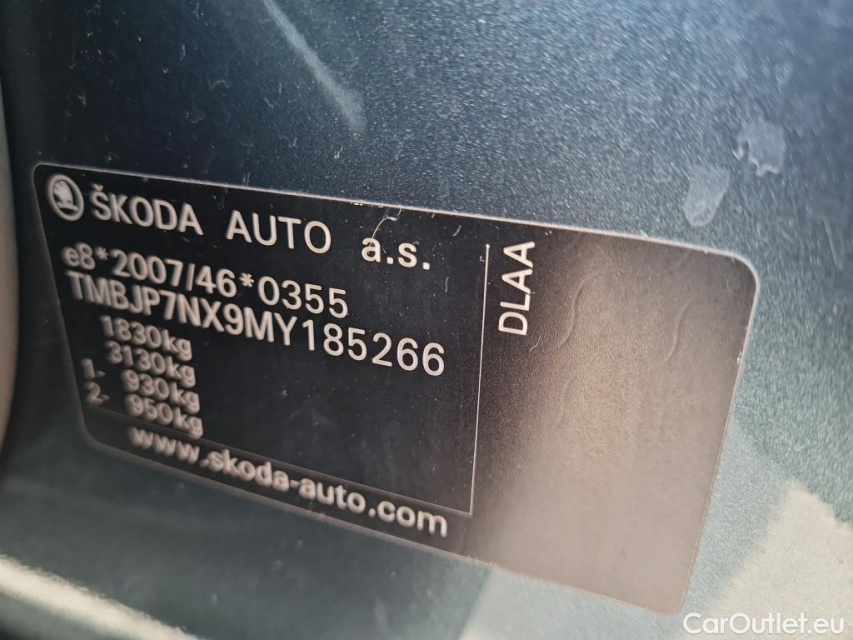 ŠKODA AUTO a.s.
e8*2007/46*0355
TMBJP7NX9MY185266
1830kg
3130kg
1- 930kg
2- 950kg
www.skoda-auto.com
DLAA
CarOutlet.eu